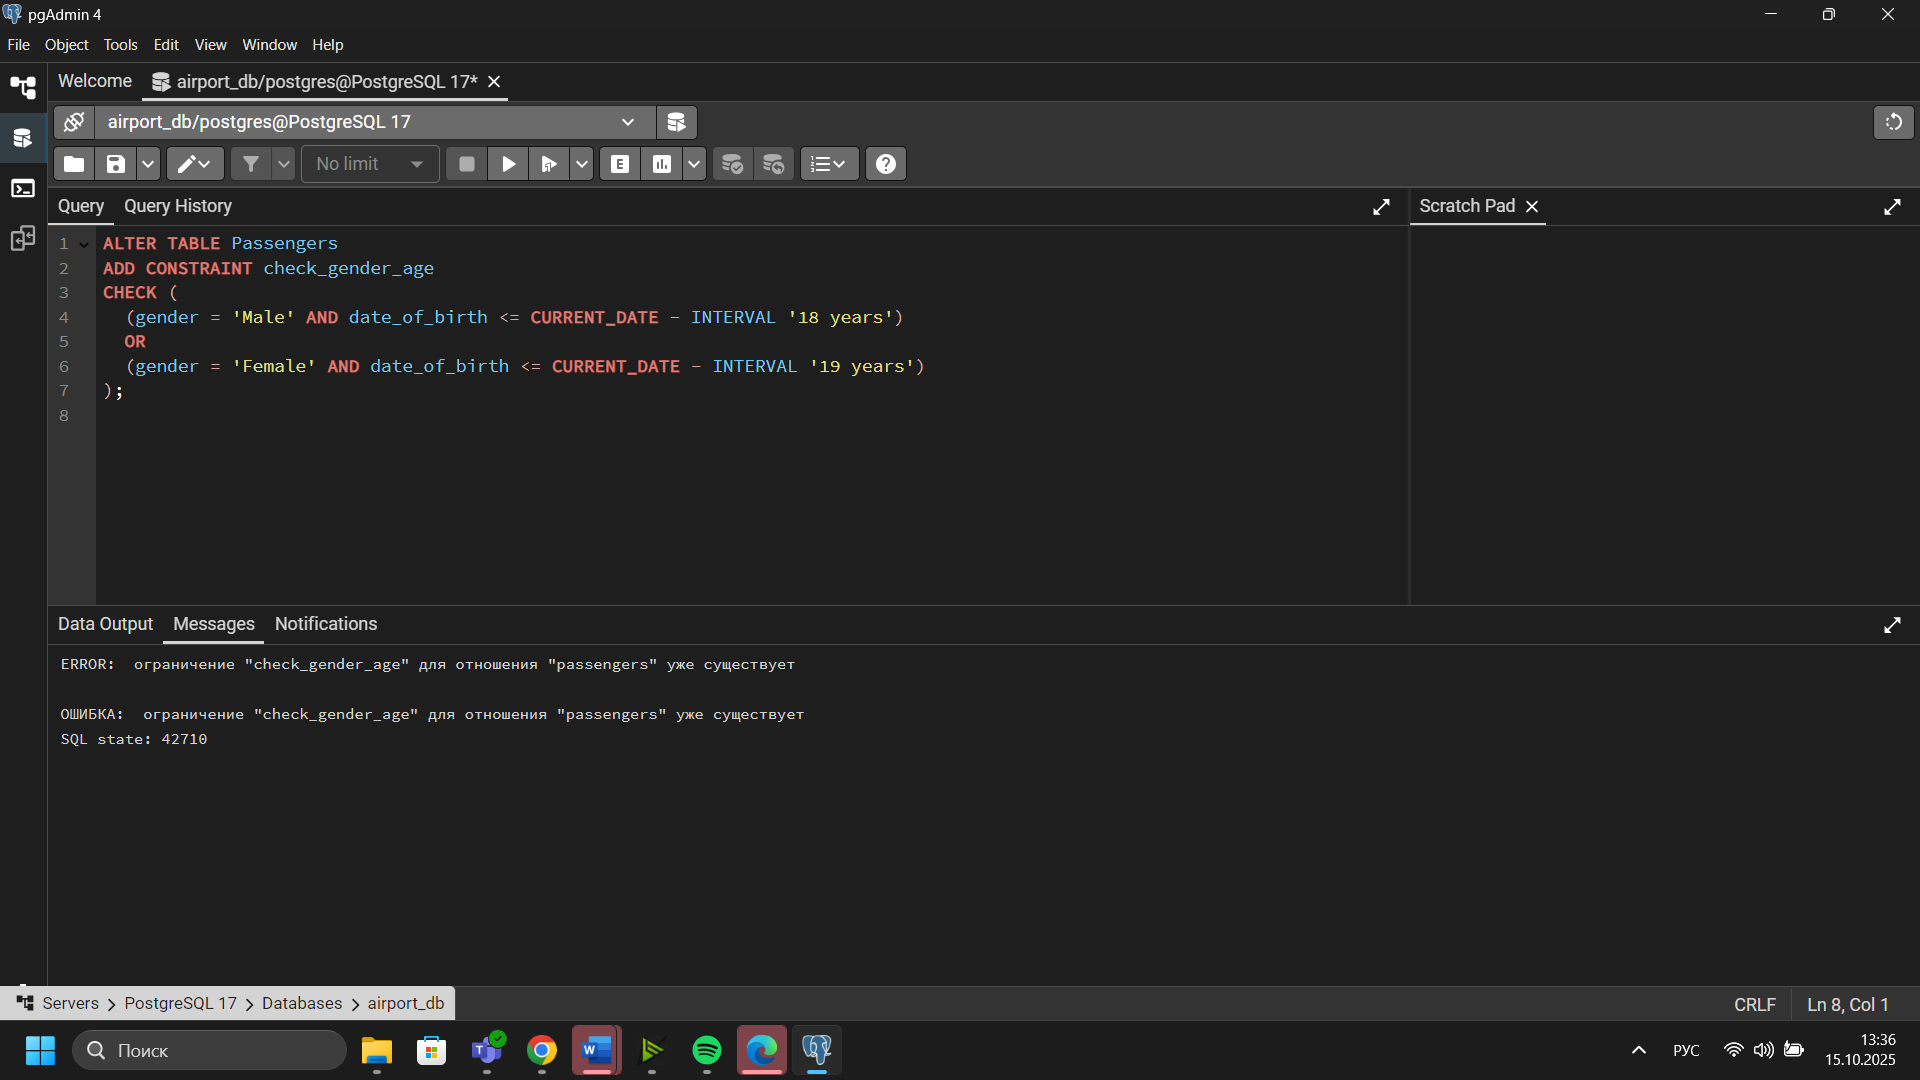 pgAdmin 4
File Object Tools Edit View Window Help
Welcome airport_db/postgres@PostgreSQL 17*
airport_db/postgres@PostgreSQL 17
No limit
E
Query Query History
Scratch Pad
1 ALTER TABLE Passengers
2 ADD CONSTRAINT check_gender_age
3 CHECK (
4 (gender = 'Male' AND date_of_birth <= CURRENT_DATE - INTERVAL '18 years')
5 OR
6 (gender = 'Female' AND date_of_birth <= CURRENT_DATE - INTERVAL '19 years')
7 );
8
Data Output Messages Notifications
ERROR: ограничение "check_gender_age" для отношения "passengers" уже существует
ОШИБКА: ограничение "check_gender_age" для отношения "passengers" уже существует
SQL state: 42710
Servers > PostgreSQL 17 > Databases > airport_db
CRLF Ln 8, Col 1
Поиск
РУС
13:36
15.10.2025